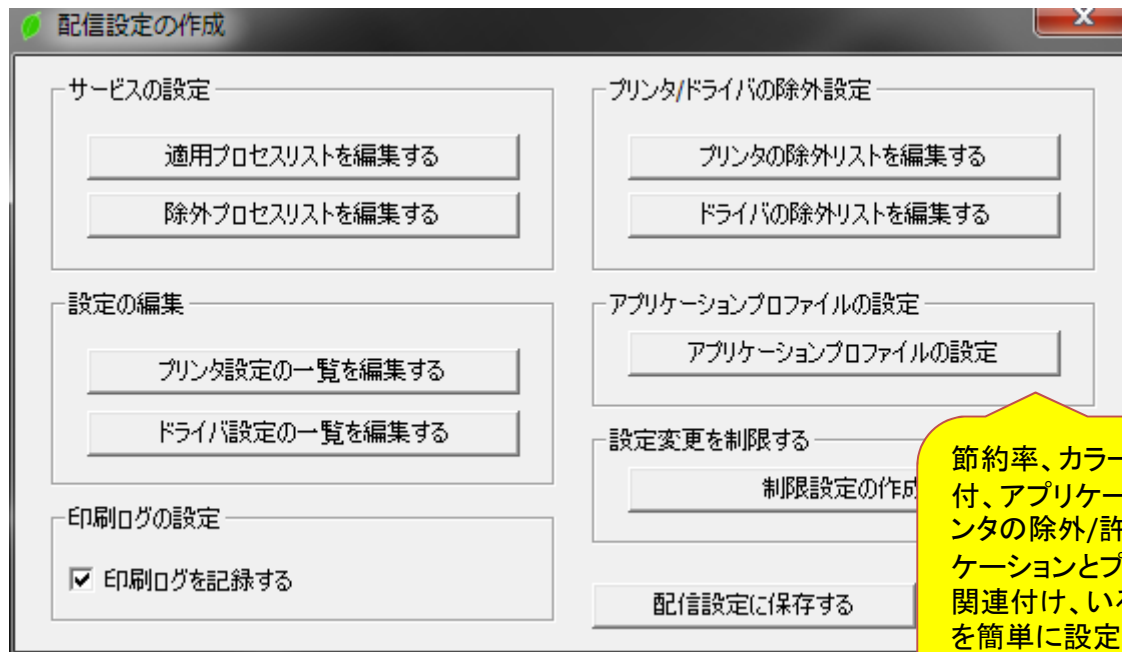 配信設定の作成
サービスの設定
適用プロセスリストを編集する
除外プロセスリストを編集する
設定の編集
プリンタ設定の一覧を編集する
ドライバ設定の一覧を編集する
印刷ログの設定
印刷ログを記録する
プリンタ/ドライバの除外設定
プリンタの除外リストを編集する
ドライバの除外リストを編集する
アプリケーションプロファイルの設定
アプリケーションプロファイルの設定
設定変更を制限する
制限設定の作成
配信設定に保存する
節約率、カラー
付、アプリケー
ンタの除外/許
ケーションとプ
関連付け、いろ
を簡単に設定